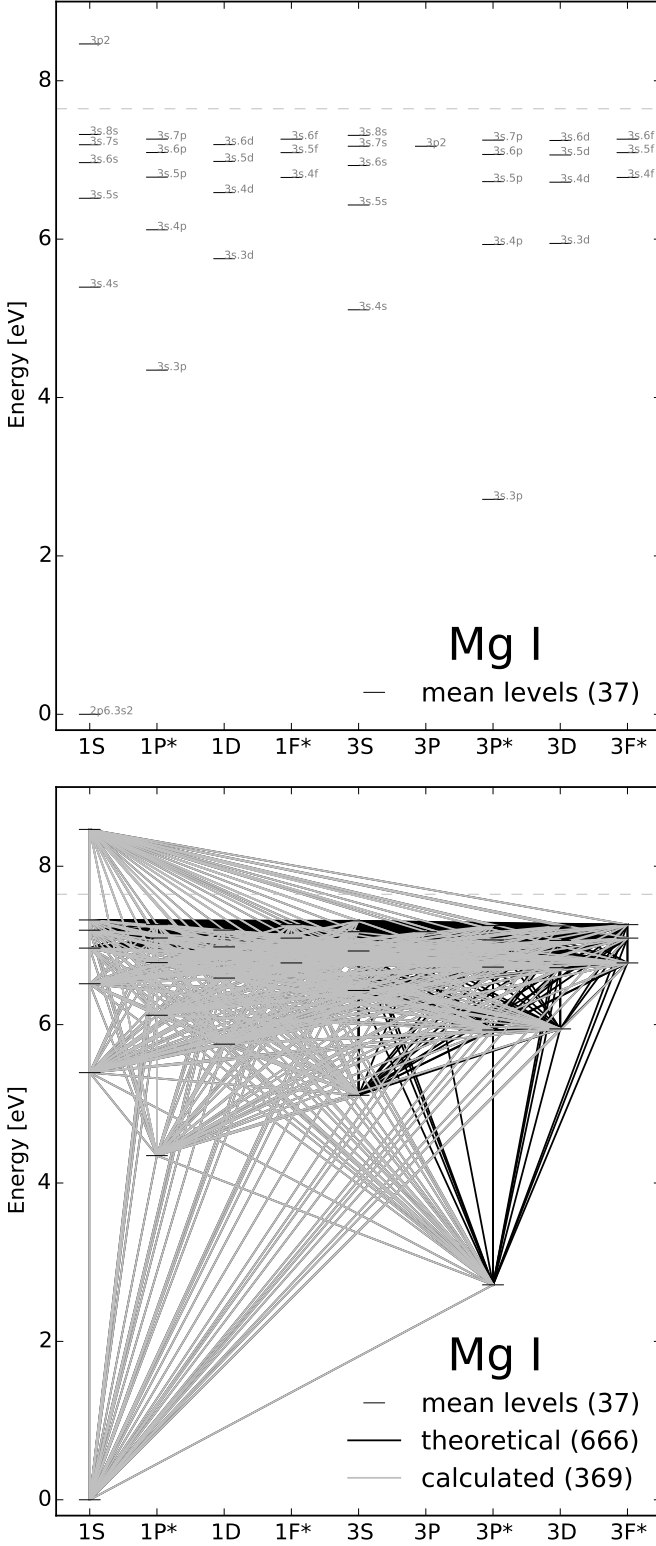 3p2
8
3s.8s 3s.7p 3s.6f 3s.8s 3s.7p 3s.6d 3s.6f
3s.7s 3s.6p 3s.6d 3s.5f 3s.7s 3p2 3s.6p 3s.5d 3s.5f
3s.6s 3s.5p 3s.5d 3s.4f 3s.6s 3s.5p 3s.4d 3s.4f
3s.5s 3s.4d 3s.5s
6
3s.4p 3s.4p 3s.3d
3s.3d
3s.4s 3s.4s
Energy [eV]
3s.3p
4
3s.3p
2
Mg I
mean levels (37)
2p6.3s2
0
1S 1P* 1D 1F* 3S 3P 3P* 3D 3F*
8
6
Energy [eV]
4
2
Mg I
mean levels (37)
theoretical (666)
calculated (369)
0
1S 1P* 1D 1F* 3S 3P 3P* 3D 3F*